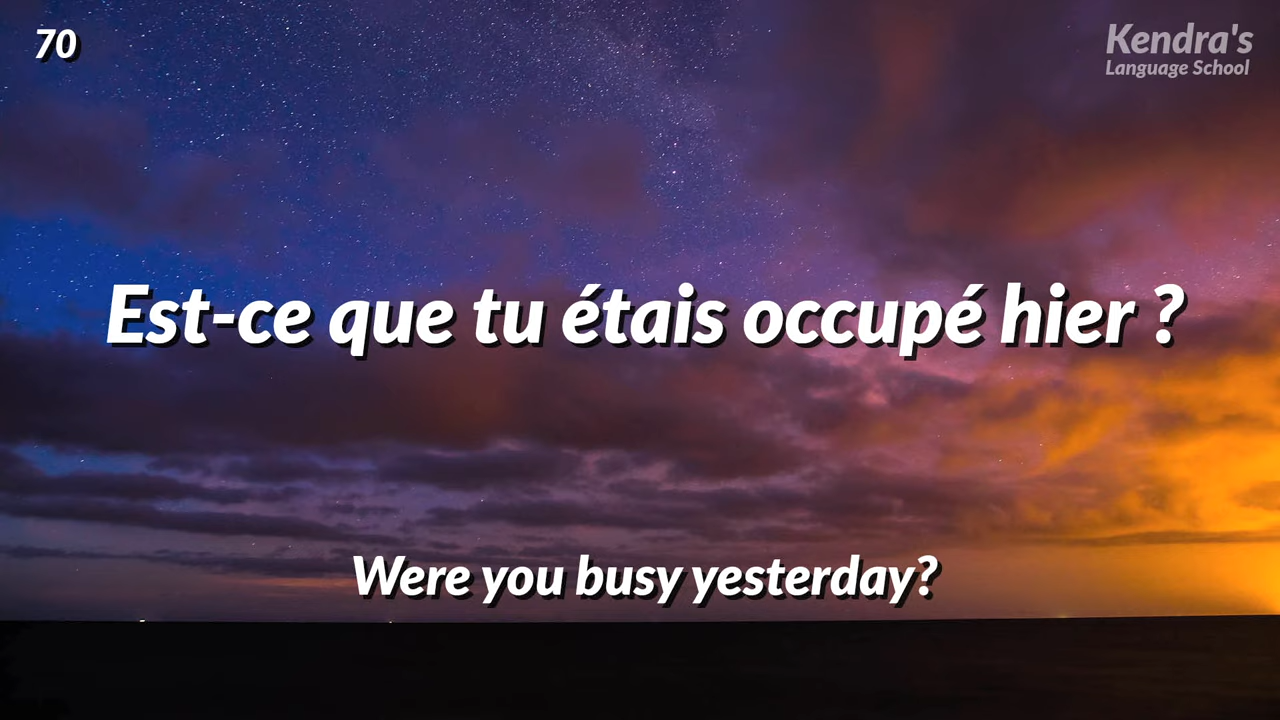 70
Kendra's
Language School
Est-ce que tu étais occupé hier ?
Were you busy yesterday?